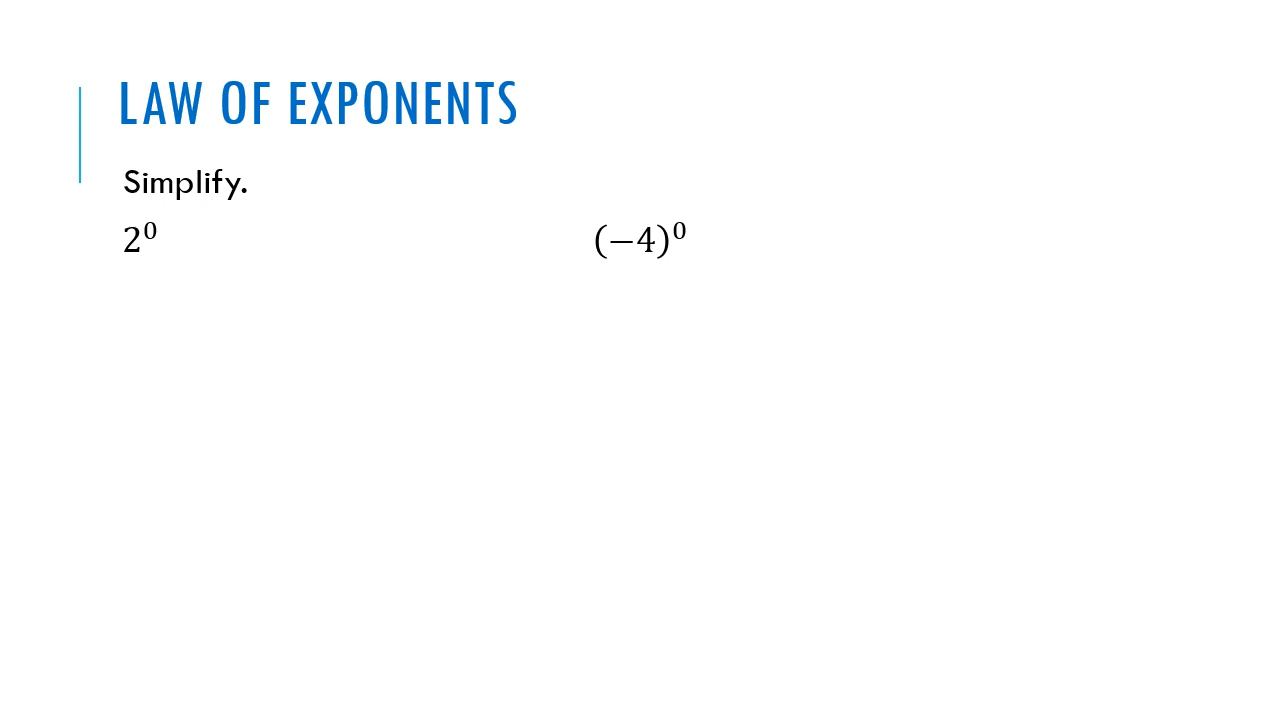 LAW OF EXPONENTS
Simplify.
2⁰ (−4)⁰